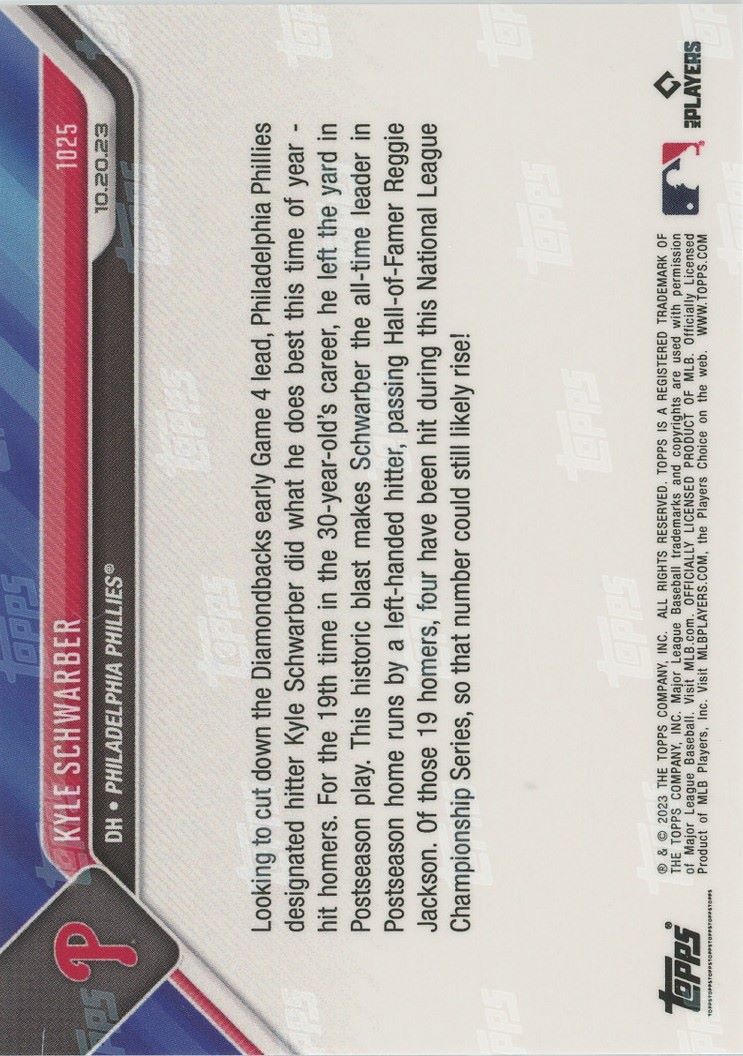 KYLE SCHWARBER 1025
DH • PHILADELPHIA PHILLIES® 10.20.23
P
Looking to cut down the Diamondbacks early Game 4 lead, Philadelphia Phillies
designated hitter Kyle Schwarber did what he does best this time of year -
hit homers. For the 19th time in the 30-year-old's career, he left the yard in
Postseason play. This historic blast makes Schwarber the all-time leader in
Postseason home runs by a left-handed hitter, passing Hall-of-Famer Reggie
Jackson. Of those 19 homers, four have been hit during this National League
Championship Series, so that number could still likely rise!
Topps®
® & © 2023 THE TOPPS COMPANY, INC. ALL RIGHTS RESERVED. TOPPS IS A REGISTERED TRADEMARK OF
THE TOPPS COMPANY, INC. Major League Baseball trademarks and copyrights are used with permission
of Major League Baseball. Visit MLB.com. OFFICIALLY LICENSED PRODUCT OF MLB. Officially Licensed
Product of MLB Players, Inc. Visit MLBPLAYERS.COM, the Players Choice on the web. WWW.TOPPS.COM
MLB PLAYERS